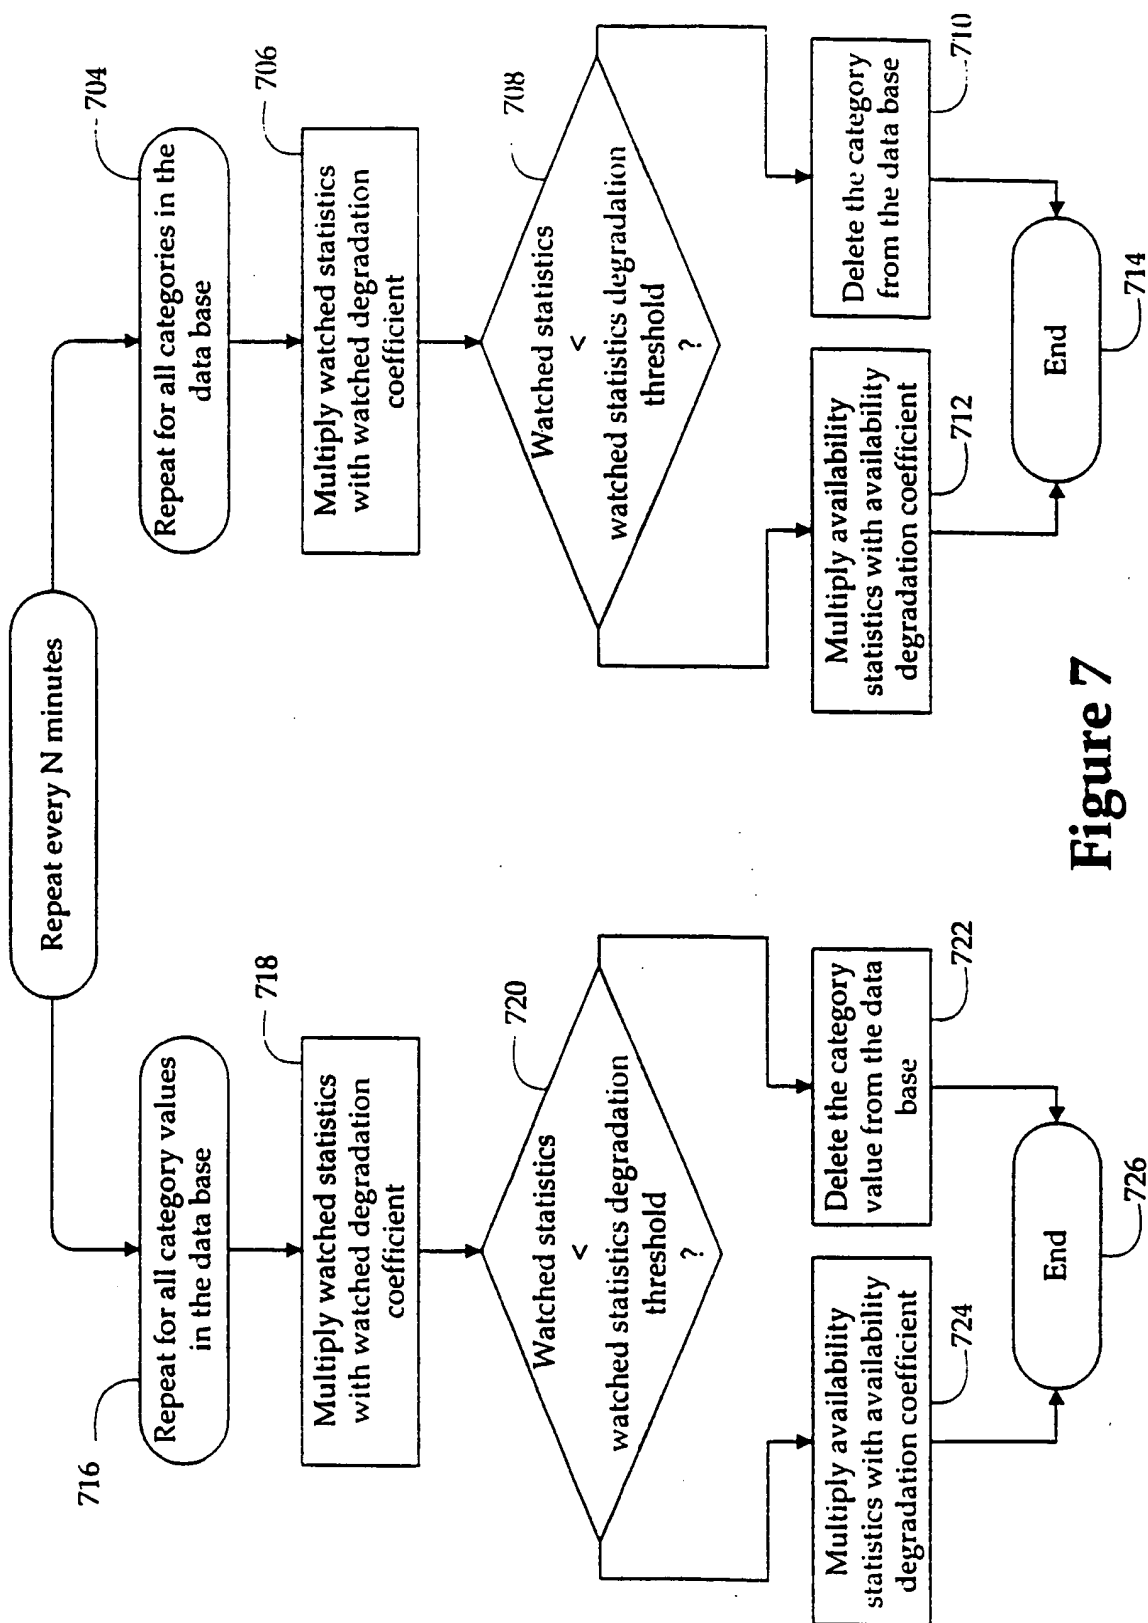 Repeat every N minutes
716
Repeat for all category values
in the data base
718
Multiply watched statistics
with watched degradation
coefficient
720
Watched statistics
<
watched statistics degradation
threshold
?
Multiply availability
statistics with availability
degradation coefficient
724
Delete the category
value from the data
base
722
End
726
704
Repeat for all categories in the
data base
706
Multiply watched statistics
with watched degradation
coefficient
708
Watched statistics
<
watched statistics degradation
threshold
?
Multiply availability
statistics with availability
degradation coefficient
712
Delete the category
from the data base
710
End
714
Figure 7